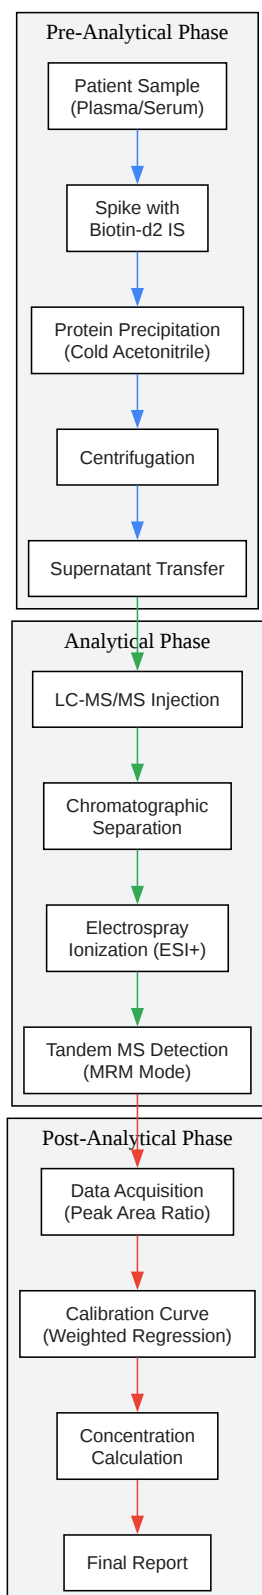 Pre-Analytical Phase
Patient Sample
(Plasma/Serum)
Spike with
Biotin-d2 IS
Protein Precipitation
(Cold Acetonitrile)
Centrifugation
Supernatant Transfer
Analytical Phase
LC-MS/MS Injection
Chromatographic
Separation
Electrospray
Ionization (ESI+)
Tandem MS Detection
(MRM Mode)
Post-Analytical Phase
Data Acquisition
(Peak Area Ratio)
Calibration Curve
(Weighted Regression)
Concentration
Calculation
Final Report